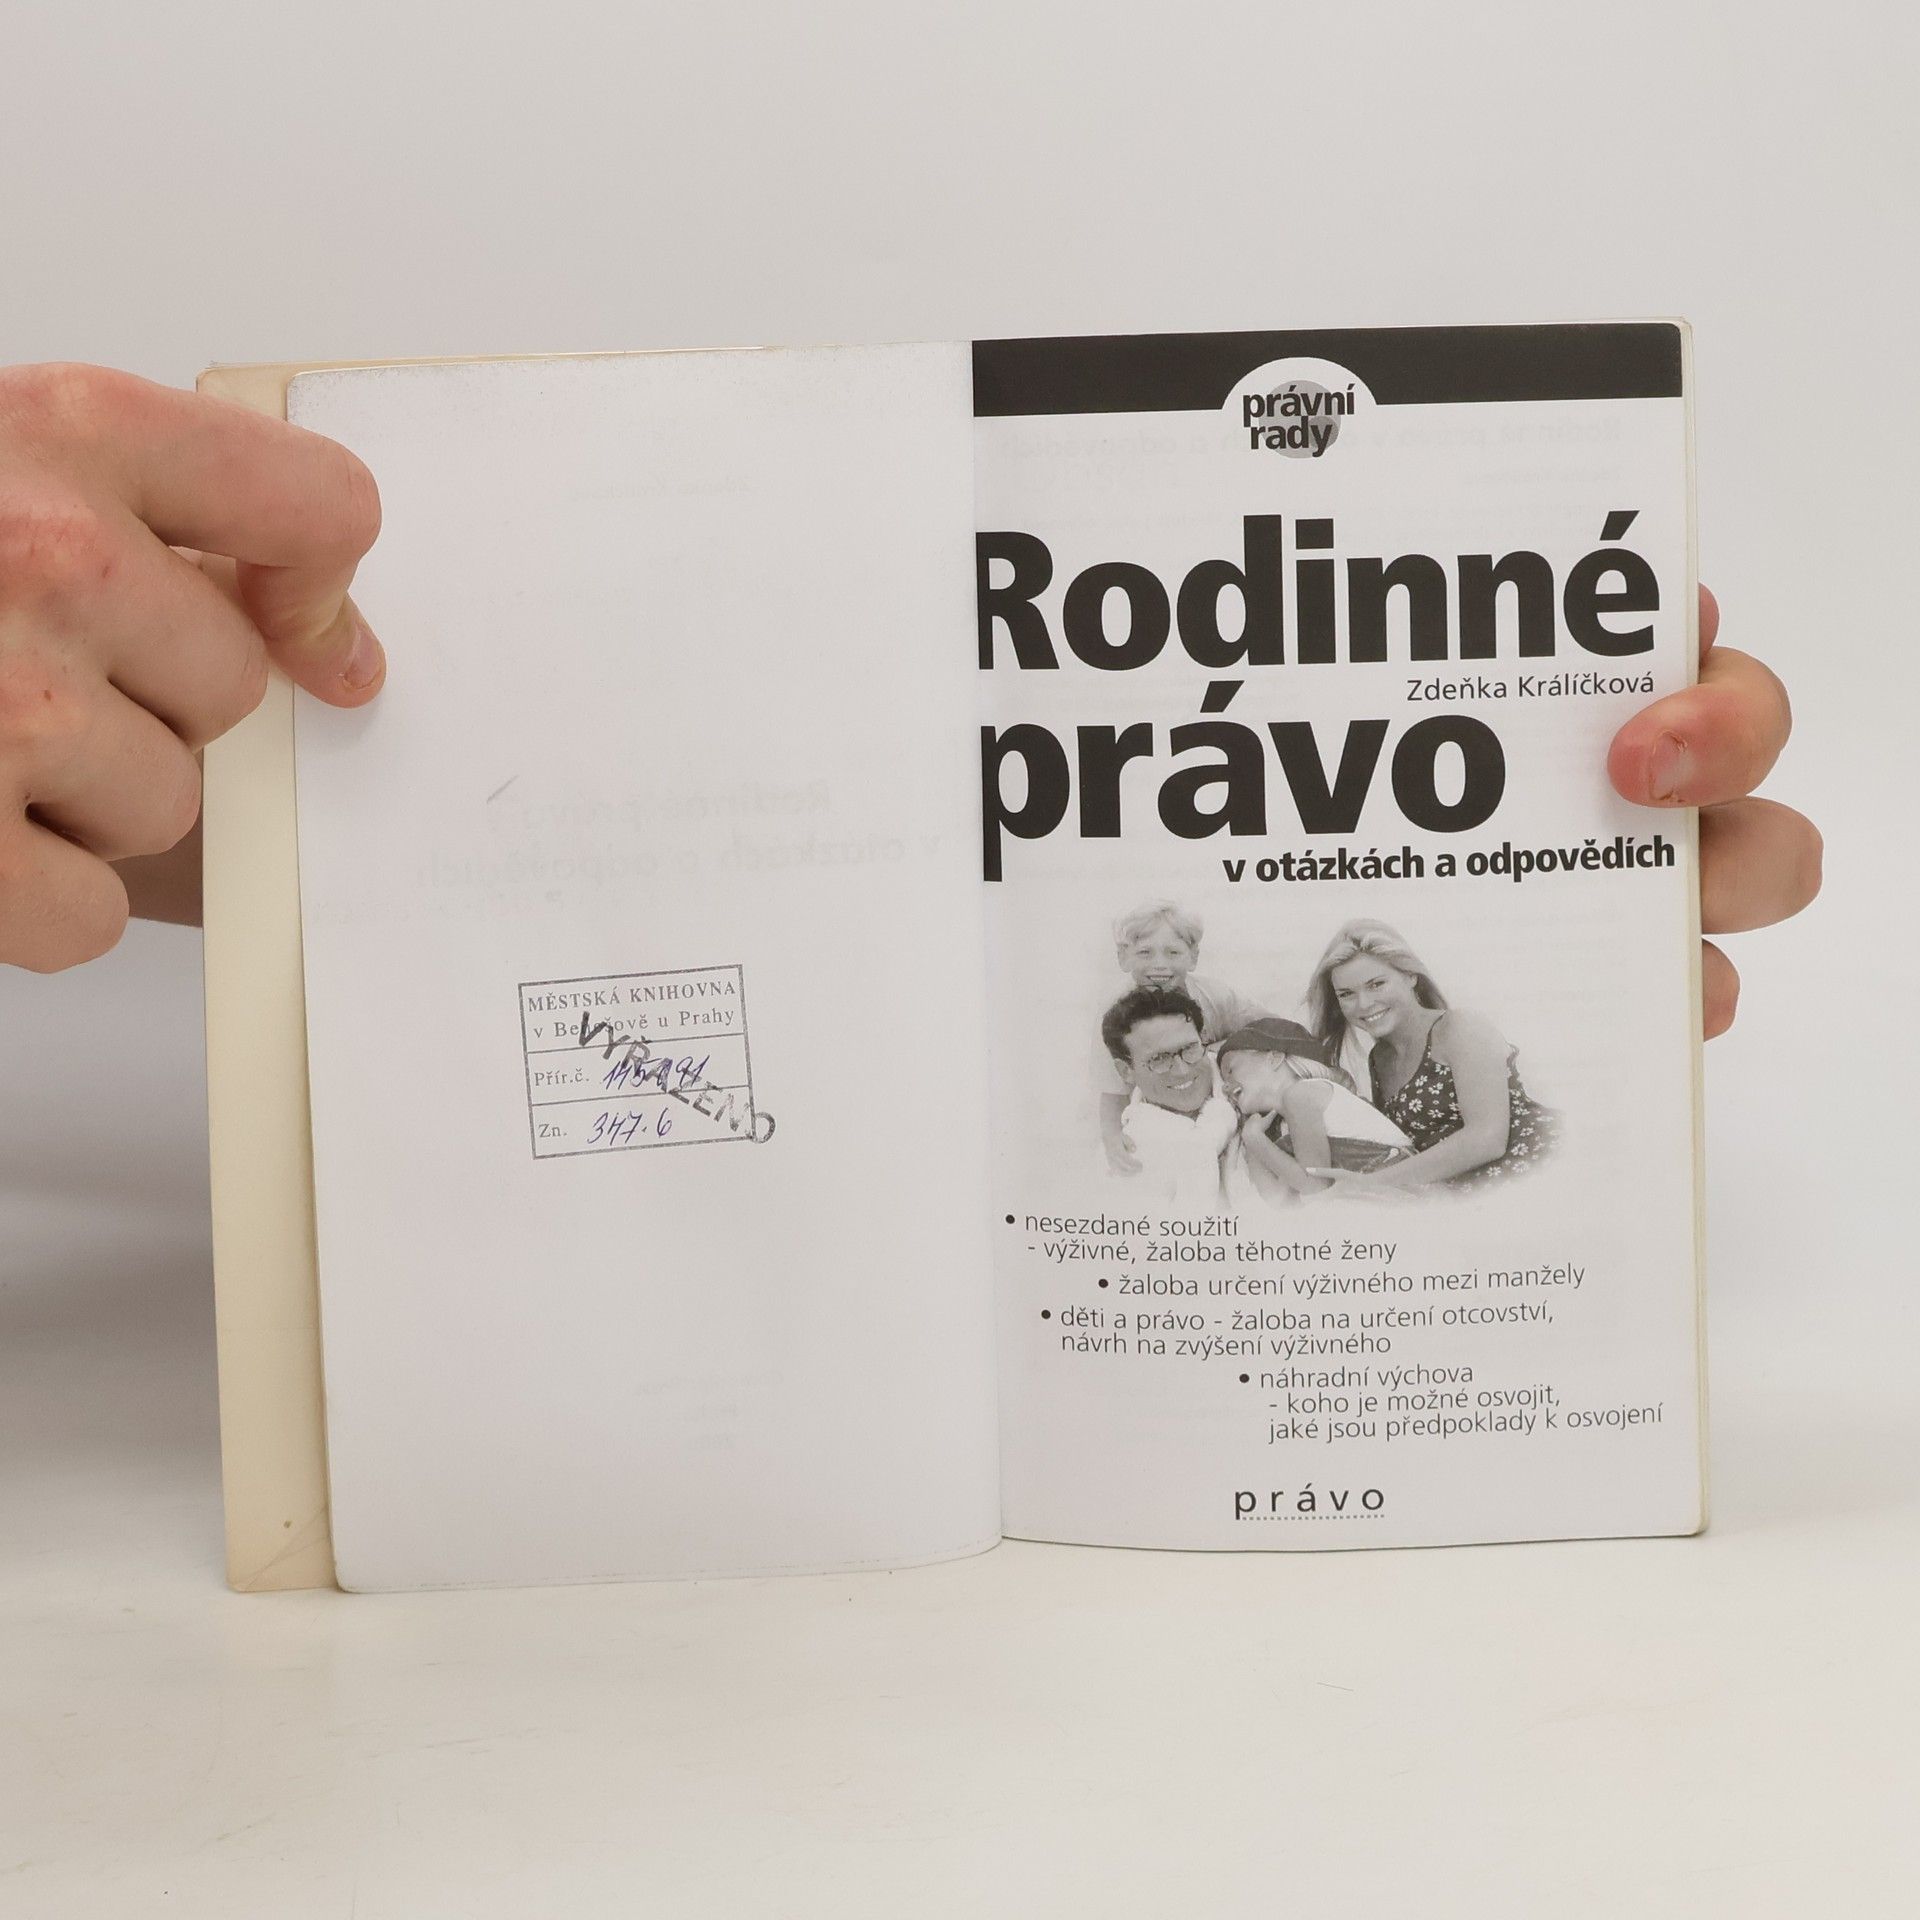 MĚSTSKÁ KNIHOVNA
v Benešově u Prahy
Přír.č.
Zn. 347.6
VYŘAZENO
právní
rady
Rodinné
Zdeňka Králíčková
právo
v otázkách a odpovědích
• nesezdané soužití
- výživné, žaloba těhotné ženy
• žaloba určení výživného mezi manžely
• děti a právo - žaloba na určení otcovství,
návrh na zvýšení výživného
• náhradní výchova
- koho je možné osvojit,
jaké jsou předpoklady k osvojení
právo